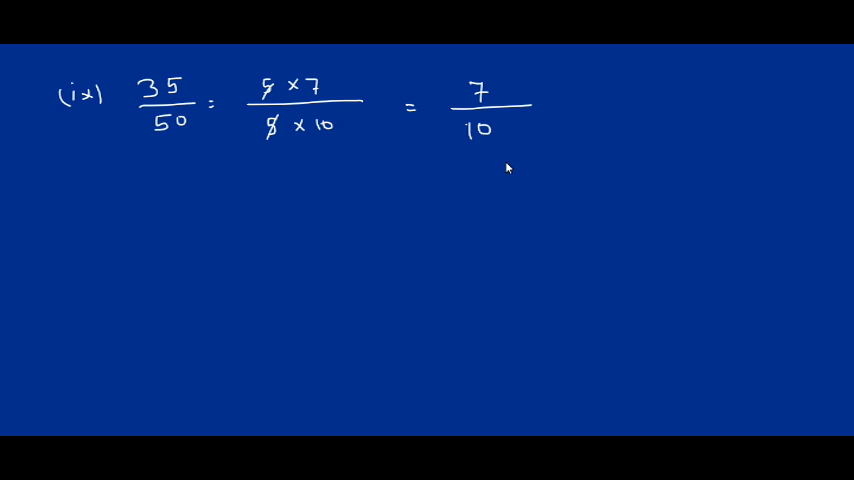 (ix) 35/50 = 5 × 7/5 × 10 = 7/10